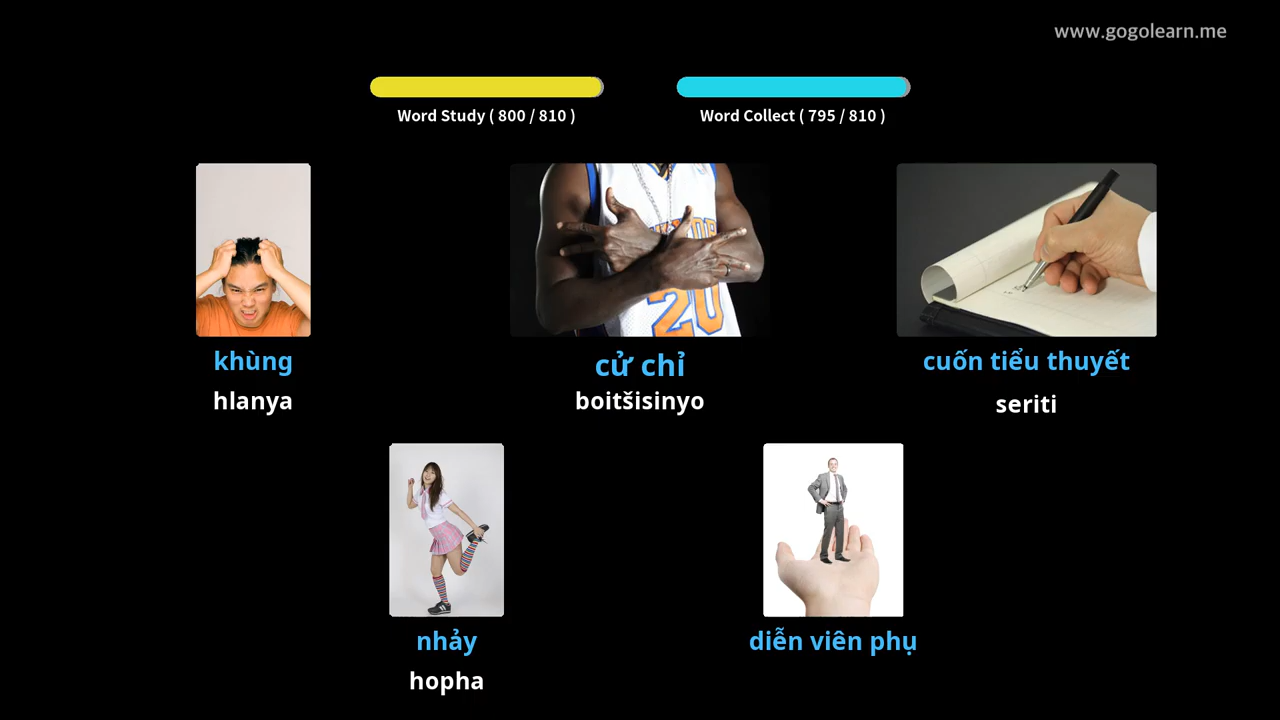 www.gogolearn.me
Word Study ( 800 / 810 )
Word Collect ( 795 / 810 )
khùng
hlanya
cử chỉ
boitšisinyo
cuốn tiểu thuyết
seriti
nhảy
hopha
diễn viên phụ
20